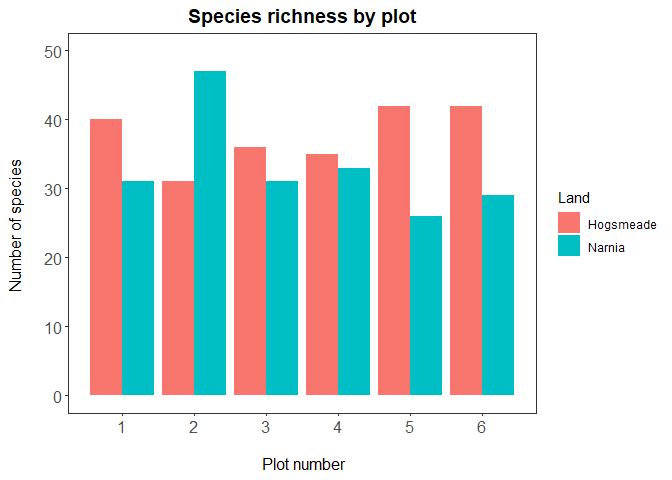 Species richness by plot
Number of species
50
40
30
20
10
0
1 2 3 4 5 6
Plot number
Land
Hogsmeade
Narnia